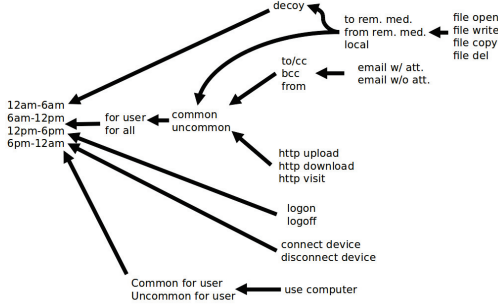 decoy
to rem. med.
from rem. med.
local
file open
file write
file copy
file del
to/cc
bcc
from
email w/ att.
email w/o att.
12am-6am
6am-12pm
12pm-6pm
6pm-12am
for user
for all
common
uncommon
http upload
http download
http visit
logon
logoff
connect device
disconnect device
Common for user
Uncommon for user
use computer